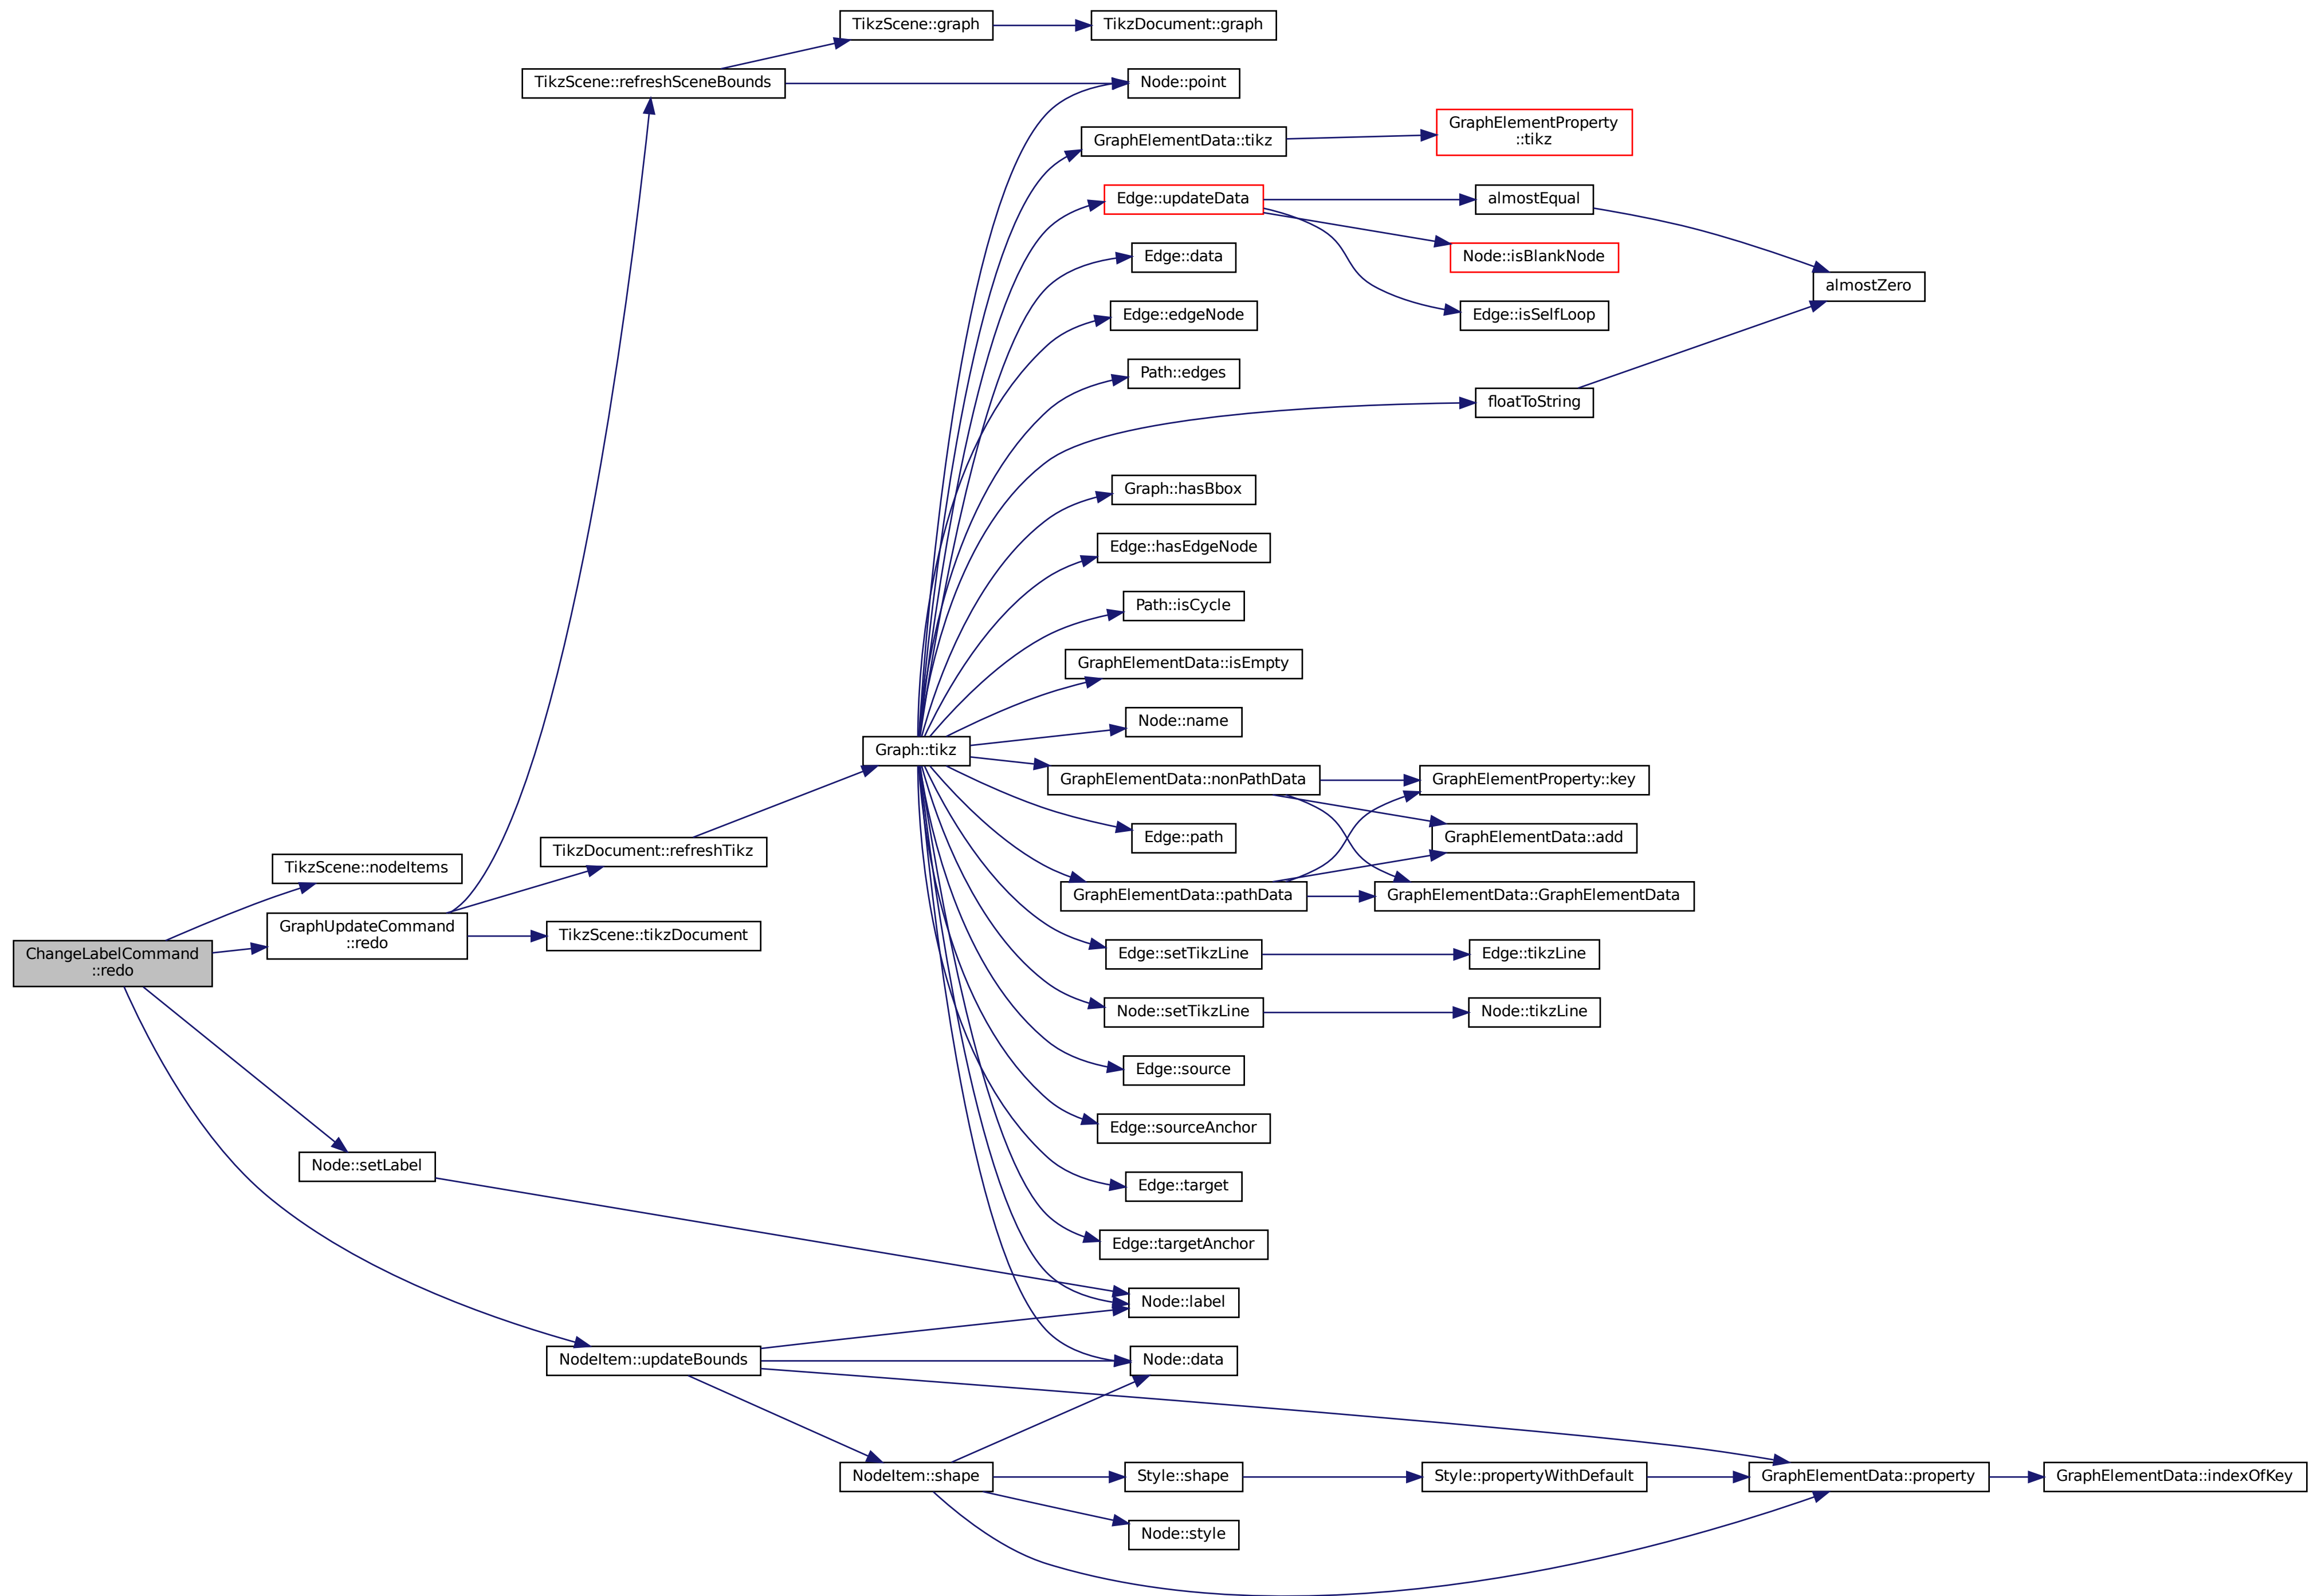 TikzScene::graph
TikzDocument::graph
TikzScene::refreshSceneBounds
Node::point
GraphElementProperty
::tikz
GraphElementData::tikz
Edge::updateData
almostEqual
Edge::data
Node::isBlankNode
almostZero
Edge::edgeNode
Edge::isSelfLoop
Path::edges
floatToString
Graph::hasBbox
Edge::hasEdgeNode
Path::isCycle
GraphElementData::isEmpty
Node::name
Graph::tikz
GraphElementData::nonPathData
GraphElementProperty::key
Edge::path
GraphElementData::add
TikzDocument::refreshTikz
TikzScene::nodeItems
GraphElementData::pathData
GraphElementData::GraphElementData
GraphUpdateCommand
::redo
TikzScene::tikzDocument
ChangeLabelCommand
::redo
Edge::setTikzLine
Edge::tikzLine
Node::setTikzLine
Node::tikzLine
Edge::source
Edge::sourceAnchor
Node::setLabel
Edge::target
Edge::targetAnchor
Node::label
NodeItem::updateBounds
Node::data
NodeItem::shape
Style::shape
Style::propertyWithDefault
GraphElementData::property
GraphElementData::indexOfKey
Node::style